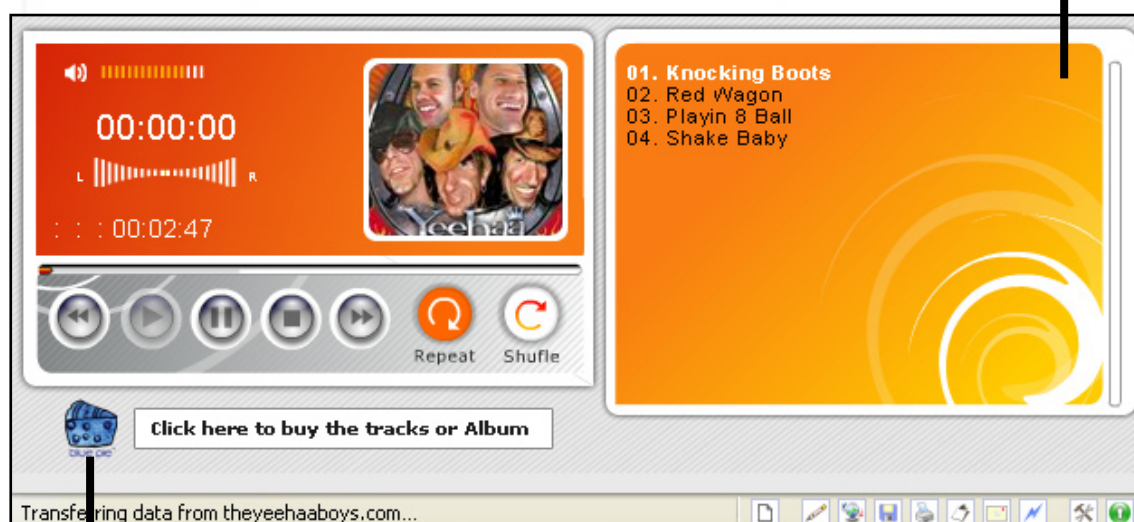 00:00:00
L R
: : : 00:02:47
Yeehaa
Repeat Shufle
01. Knocking Boots
02. Red Wagon
03. Playin 8 Ball
04. Shake Baby
blue pie
Click here to buy the tracks or Album
Transferring data from theyeehaaboys.com...